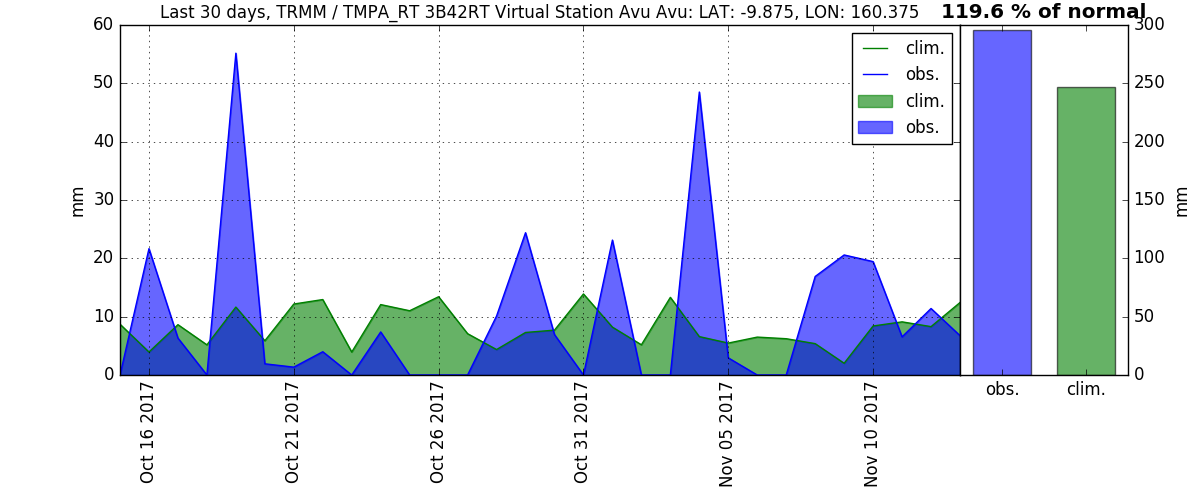 Last 30 days, TRMM / TMPA_RT 3B42RT Virtual Station Avu Avu: LAT: -9.875, LON: 160.375
119.6 % of normal
60
50
40
30
20
10
0
mm
clim.
obs.
clim.
obs.
300
250
200
150
100
50
0
mm
obs.
clim.
Oct 16 2017
Oct 21 2017
Oct 26 2017
Oct 31 2017
Nov 05 2017
Nov 10 2017